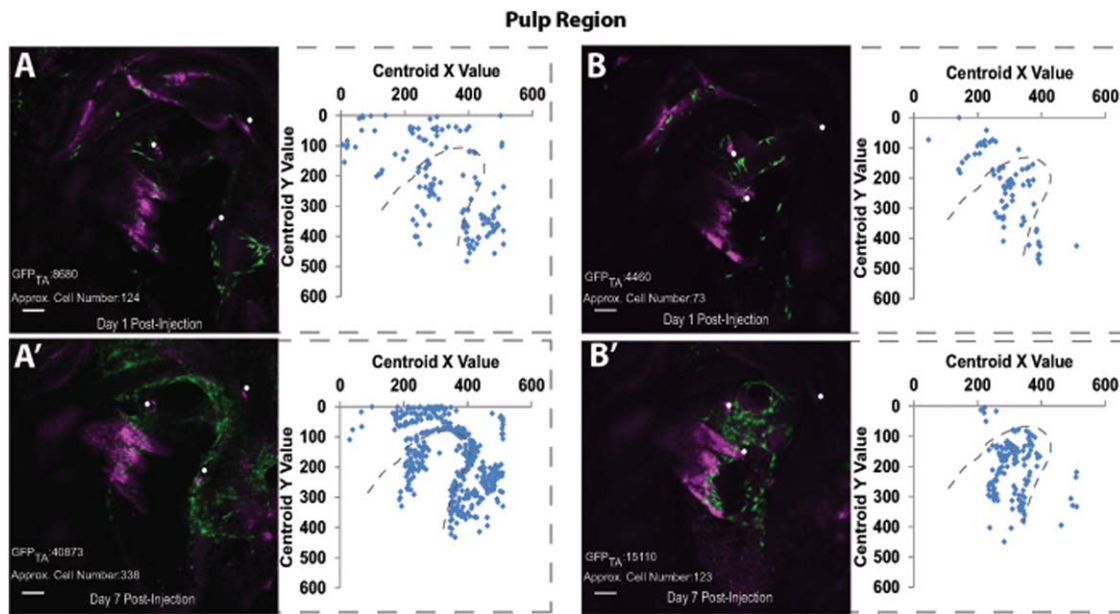 Pulp Region
A
GFP_TA:8680
Approx. Cell Number:124
Day 1 Post-Injection
Centroid X Value
0 200 400 600
Centroid Y Value
0
100
200
300
400
500
600
B
GFP_TA:4460
Approx. Cell Number:73
Day 1 Post-Injection
Centroid X Value
0 200 400 600
Centroid Y Value
0
100
200
300
400
500
600
A'
GFP_TA:40873
Approx. Cell Number:338
Day 7 Post-Injection
Centroid X Value
0 200 400 600
Centroid Y Value
0
100
200
300
400
500
600
B'
GFP_TA:15110
Approx. Cell Number:123
Day 7 Post-Injection
Centroid X Value
0 200 400 600
Centroid Y Value
0
100
200
300
400
500
600